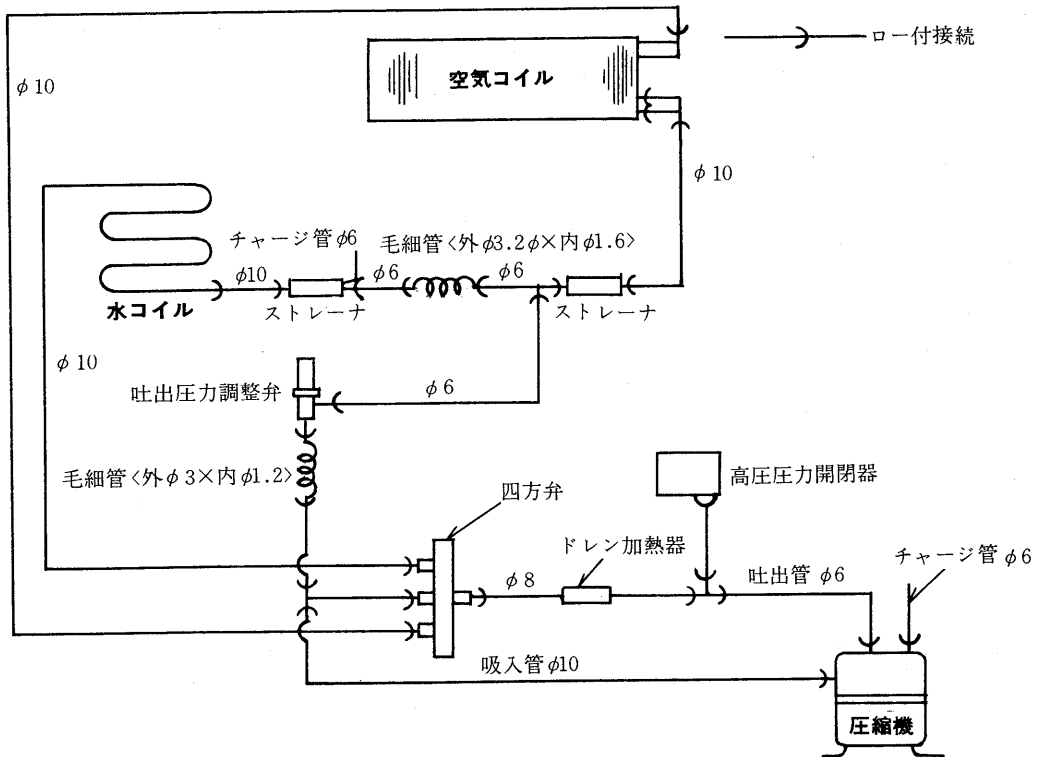 ロー付接続
空気コイル
φ10
φ10
チャージ管φ6
毛細管<外φ3.2φ×内φ1.6>
φ10
φ6
φ6
水コイル
ストレーナ
ストレーナ
φ10
吐出圧力調整弁
φ6
毛細管<外φ3×内φ1.2>
高圧圧力開閉器
四方弁
ドレン加熱器
チャージ管φ6
φ8
吐出管 φ6
吸入管φ10
圧縮機